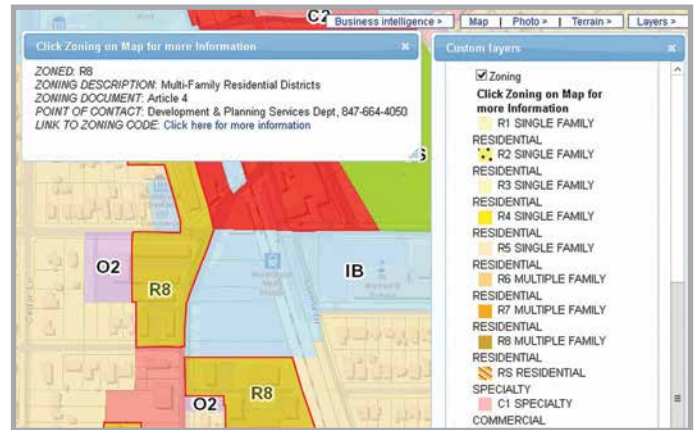 C2
Business intelligence >
Map | Photo > | Terrain > | Layers >
Click Zoning on Map for more Information
ZONED: R8
ZONING DESCRIPTION: Multi-Family Residential Districts
ZONING DOCUMENT: Article 4
POINT OF CONTACT: Development & Planning Services Dept, 847-664-4050
LINK TO ZONING CODE: Click here for more information
Custom layers
Zoning
Click Zoning on Map for
more Information
R1 SINGLE FAMILY
RESIDENTIAL
R2 SINGLE FAMILY
RESIDENTIAL
R3 SINGLE FAMILY
RESIDENTIAL
R4 SINGLE FAMILY
RESIDENTIAL
R5 SINGLE FAMILY
RESIDENTIAL
R6 MULTIPLE FAMILY
RESIDENTIAL
R7 MULTIPLE FAMILY
RESIDENTIAL
R8 MULTIPLE FAMILY
RESIDENTIAL
RS RESIDENTIAL
SPECIALTY
C1 SPECIALTY
COMMERCIAL
O2
R8
IB
O2
R8